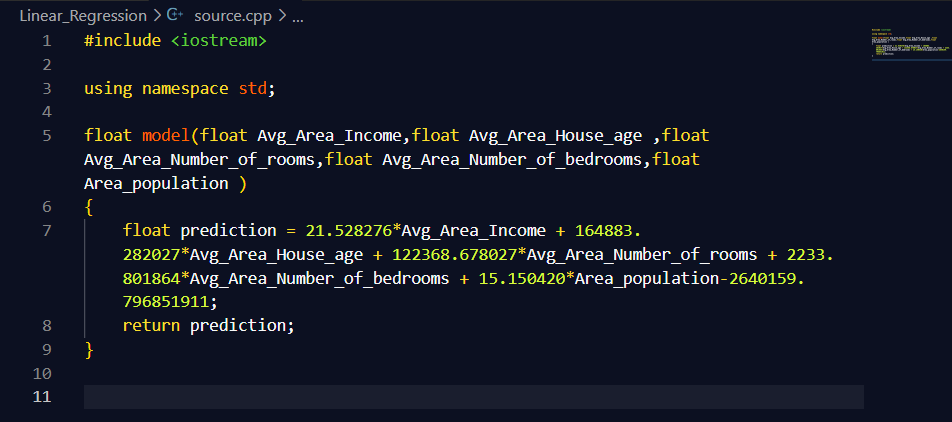 Linear_Regression > C++ source.cpp > ...
1 #include <iostream>
2
3 using namespace std;
4
5 float model(float Avg_Area_Income,float Avg_Area_House_age ,float
Avg_Area_Number_of_rooms,float Avg_Area_Number_of_bedrooms,float
Area_population )
6 {
7 float prediction = 21.528276*Avg_Area_Income + 164883.
282027*Avg_Area_House_age + 122368.678027*Avg_Area_Number_of_rooms + 2233.
801864*Avg_Area_Number_of_bedrooms + 15.150420*Area_population-2640159.
796851911;
8 return prediction;
9 }
10
11